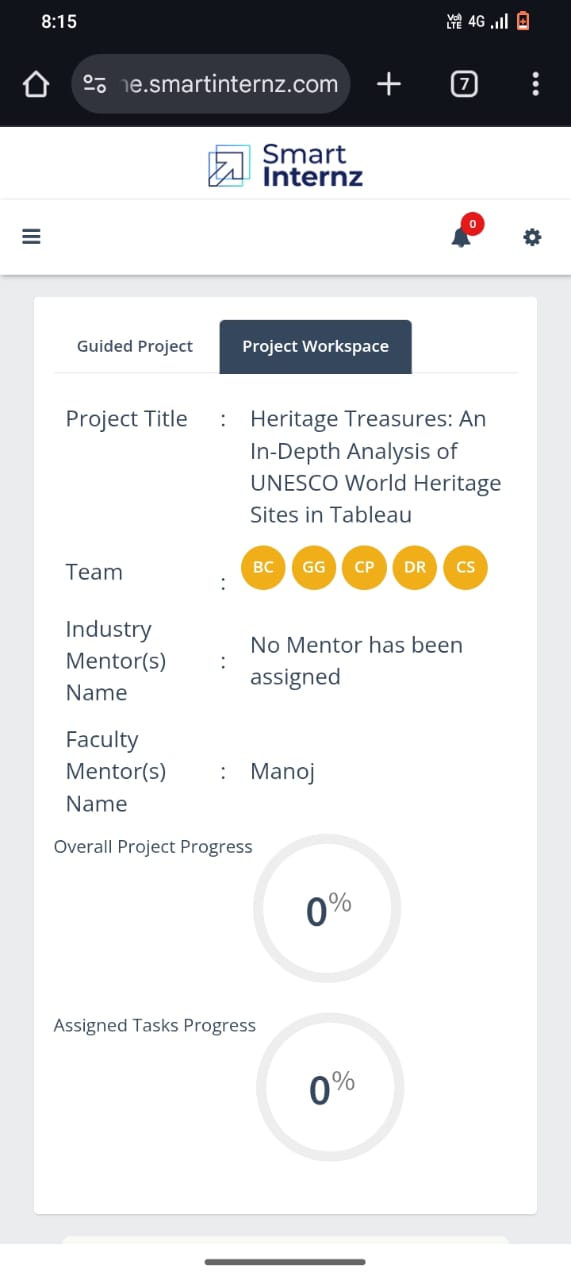 8:15
Vo) LTE 4G
ne.smartinternz.com
7
Smart
Internz
0
Guided Project
Project Workspace
Project Title : Heritage Treasures: An
In-Depth Analysis of
UNESCO World Heritage
Sites in Tableau
Team : BC GG CP DR CS
Industry
Mentor(s)
Name
: No Mentor has been
assigned
Faculty
Mentor(s)
Name
: Manoj
Overall Project Progress
0%
Assigned Tasks Progress
0%